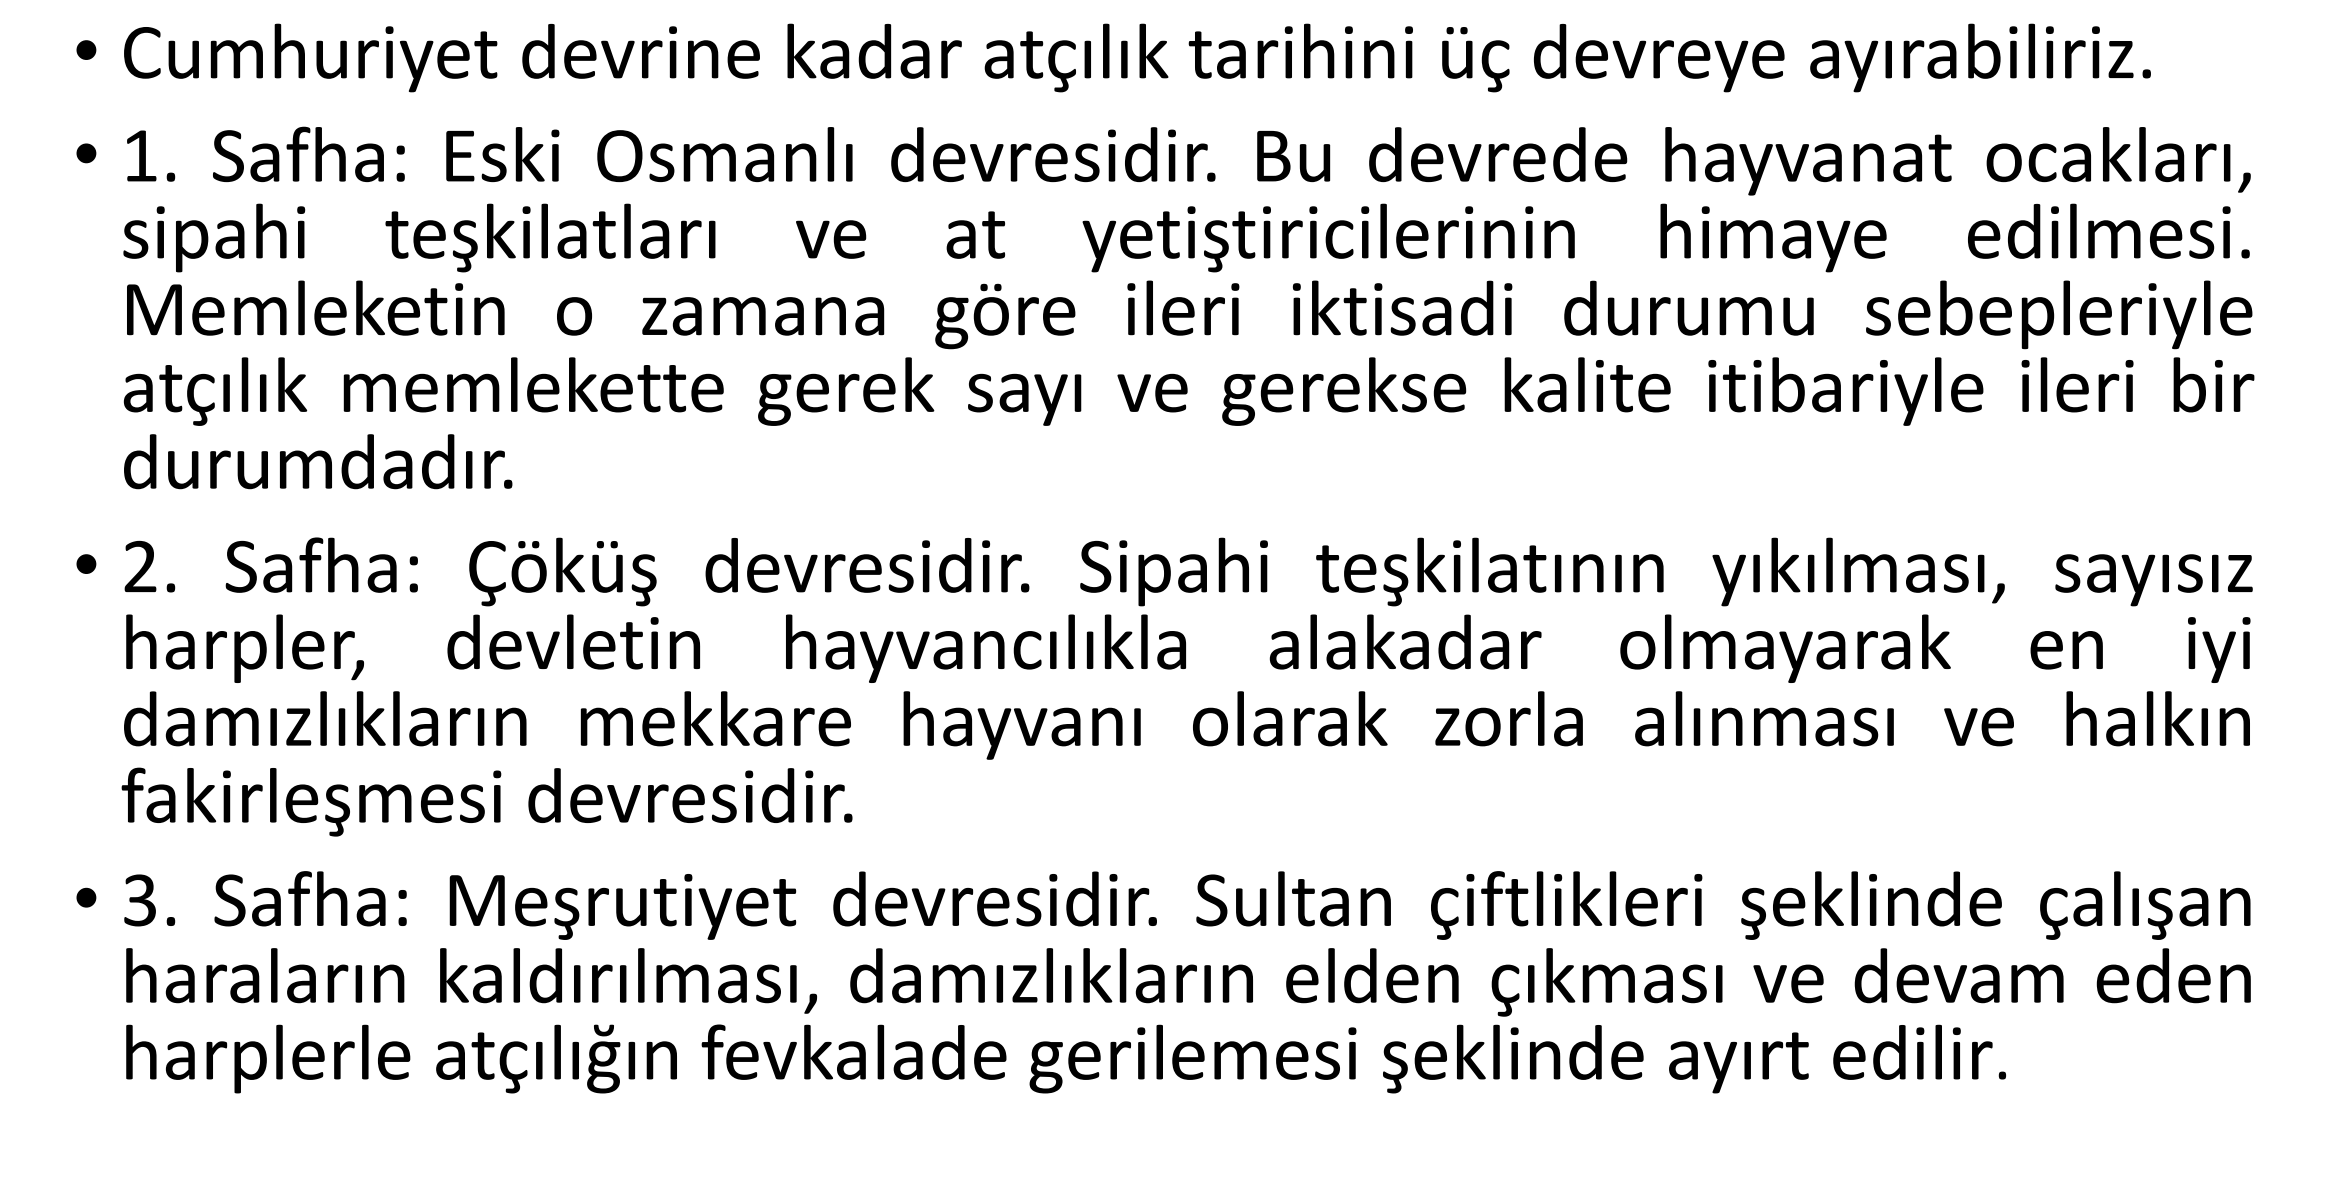 • Cumhuriyet devrine kadar atçılık tarihini üç devreye ayırabiliriz.
• 1. Safha: Eski Osmanlı devresidir. Bu devrede hayvanat ocakları,
sipahi teşkilatları ve at yetiştiricilerinin himaye edilmesi.
Memleketin o zamana göre ileri iktisadi durumu sebepleriyle
atçılık memlekette gerek sayı ve gerekse kalite itibariyle ileri bir
durumdadır.
• 2. Safha: Çöküş devresidir. Sipahi teşkilatının yıkılması, sayısız
harpler, devletin hayvancılıkla alakadar olmayarak en iyi
damızlıkların mekkare hayvanı olarak zorla alınması ve halkın
fakirleşmesi devresidir.
• 3. Safha: Meşrutiyet devresidir. Sultan çiftlikleri şeklinde çalışan
haraların kaldırılması, damızlıkların elden çıkması ve devam eden
harplerle atçılığın fevkalade gerilemesi şeklinde ayırt edilir.